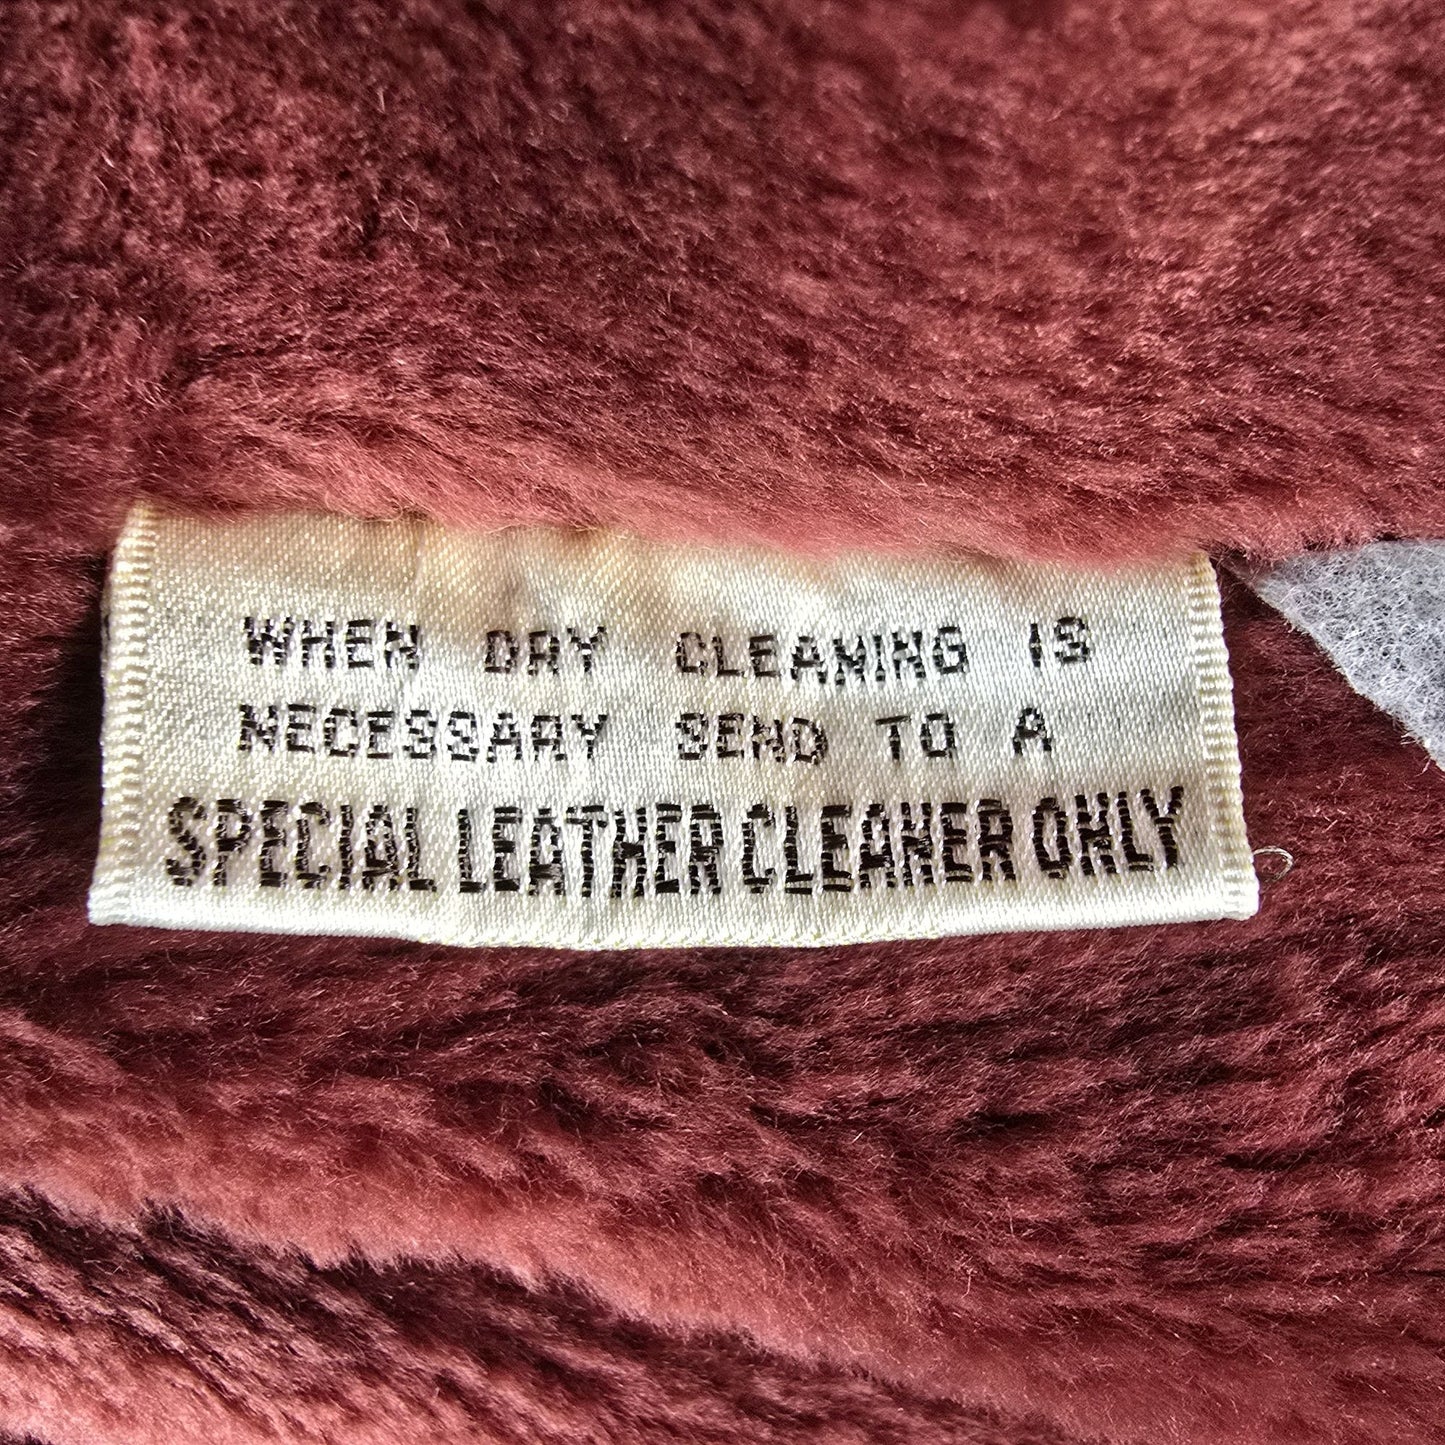 WHEN DRY CLEANING IS
NECESSARY SEND TO A
SPECIAL LEATHER CLEANER ONLY